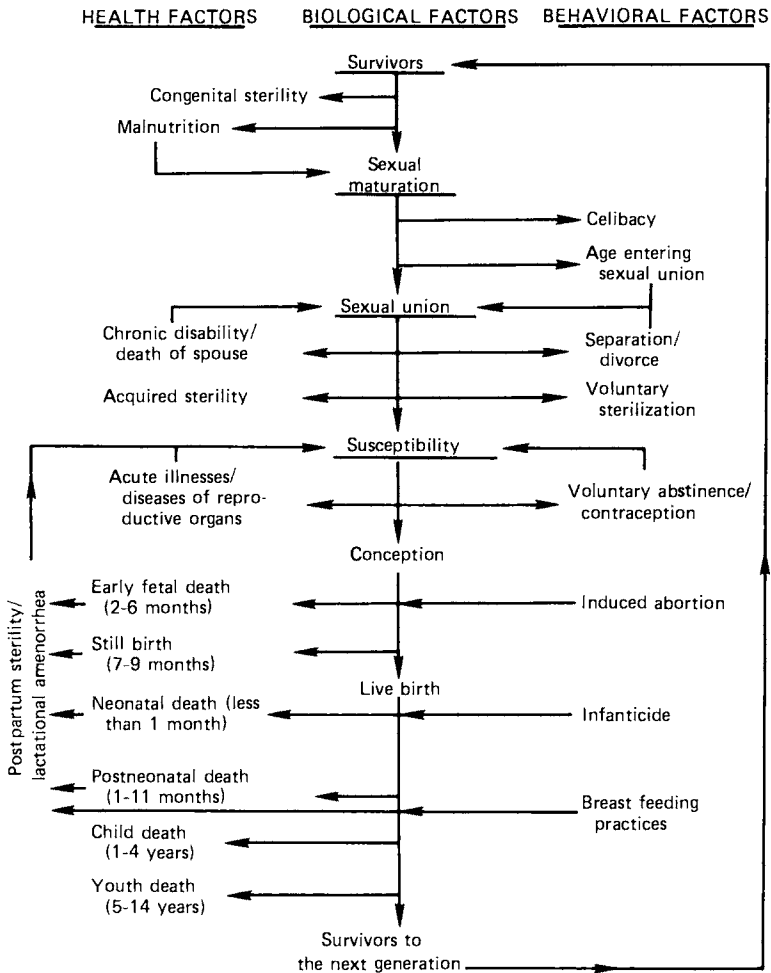 HEALTH FACTORS BIOLOGICAL FACTORS BEHAVIORAL FACTORS
Survivors
Congenital sterility
Malnutrition
Sexual
maturation
Celibacy
Age entering
sexual union
Sexual union
Chronic disability/
death of spouse
Separation/
divorce
Acquired sterility
Voluntary
sterilization
Susceptibility
Acute illnesses/
diseases of repro-
ductive organs
Voluntary abstinence/
contraception
Conception
Postpartum sterility/
lactational amenorrhea
Early fetal death
(2-6 months)
Induced abortion
Still birth
(7-9 months)
Live birth
Neonatal death (less
than 1 month)
Infanticide
Postneonatal death
(1-11 months)
Breast feeding
practices
Child death
(1-4 years)
Youth death
(5-14 years)
Survivors to
the next generation